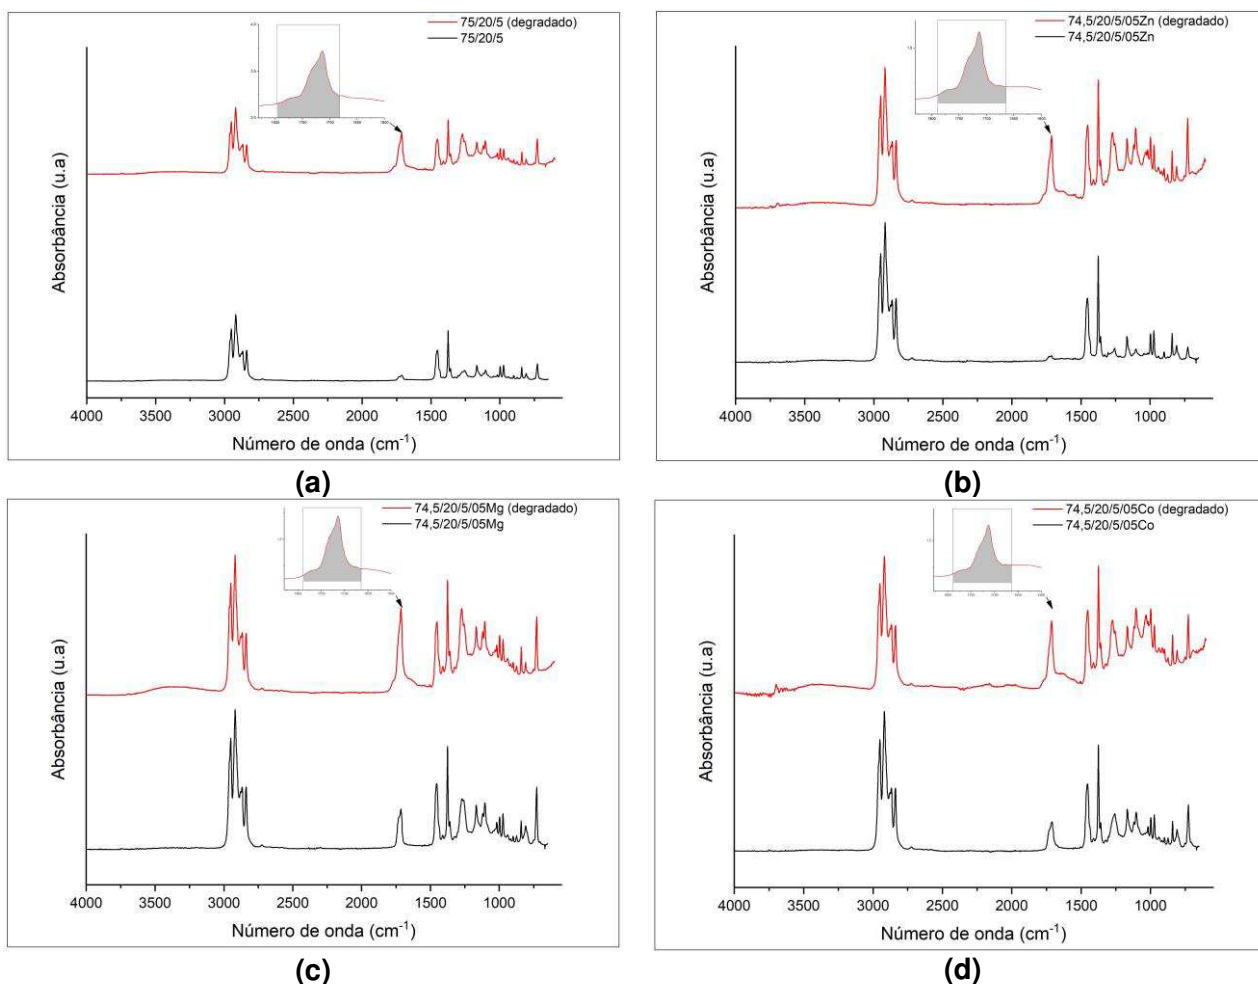 75/20/5 (degradado)
75/20/5
Absorbância (u.a)
4000 3500 3000 2500 2000 1500 1000
Número de onda (cm⁻¹)
(a)
74,5/20/5/05Zn (degradado)
74,5/20/5/05Zn
Absorbância (u.a)
4000 3500 3000 2500 2000 1500 1000
Número de onda (cm⁻¹)
(b)
74,5/20/5/05Mg (degradado)
74,5/20/5/05Mg
Absorbância (u.a)
4000 3500 3000 2500 2000 1500 1000
Número de onda (cm⁻¹)
(c)
74,5/20/5/05Co (degradado)
74,5/20/5/05Co
Absorbância (u.a)
4000 3500 3000 2500 2000 1500 1000
Número de onda (cm⁻¹)
(d)